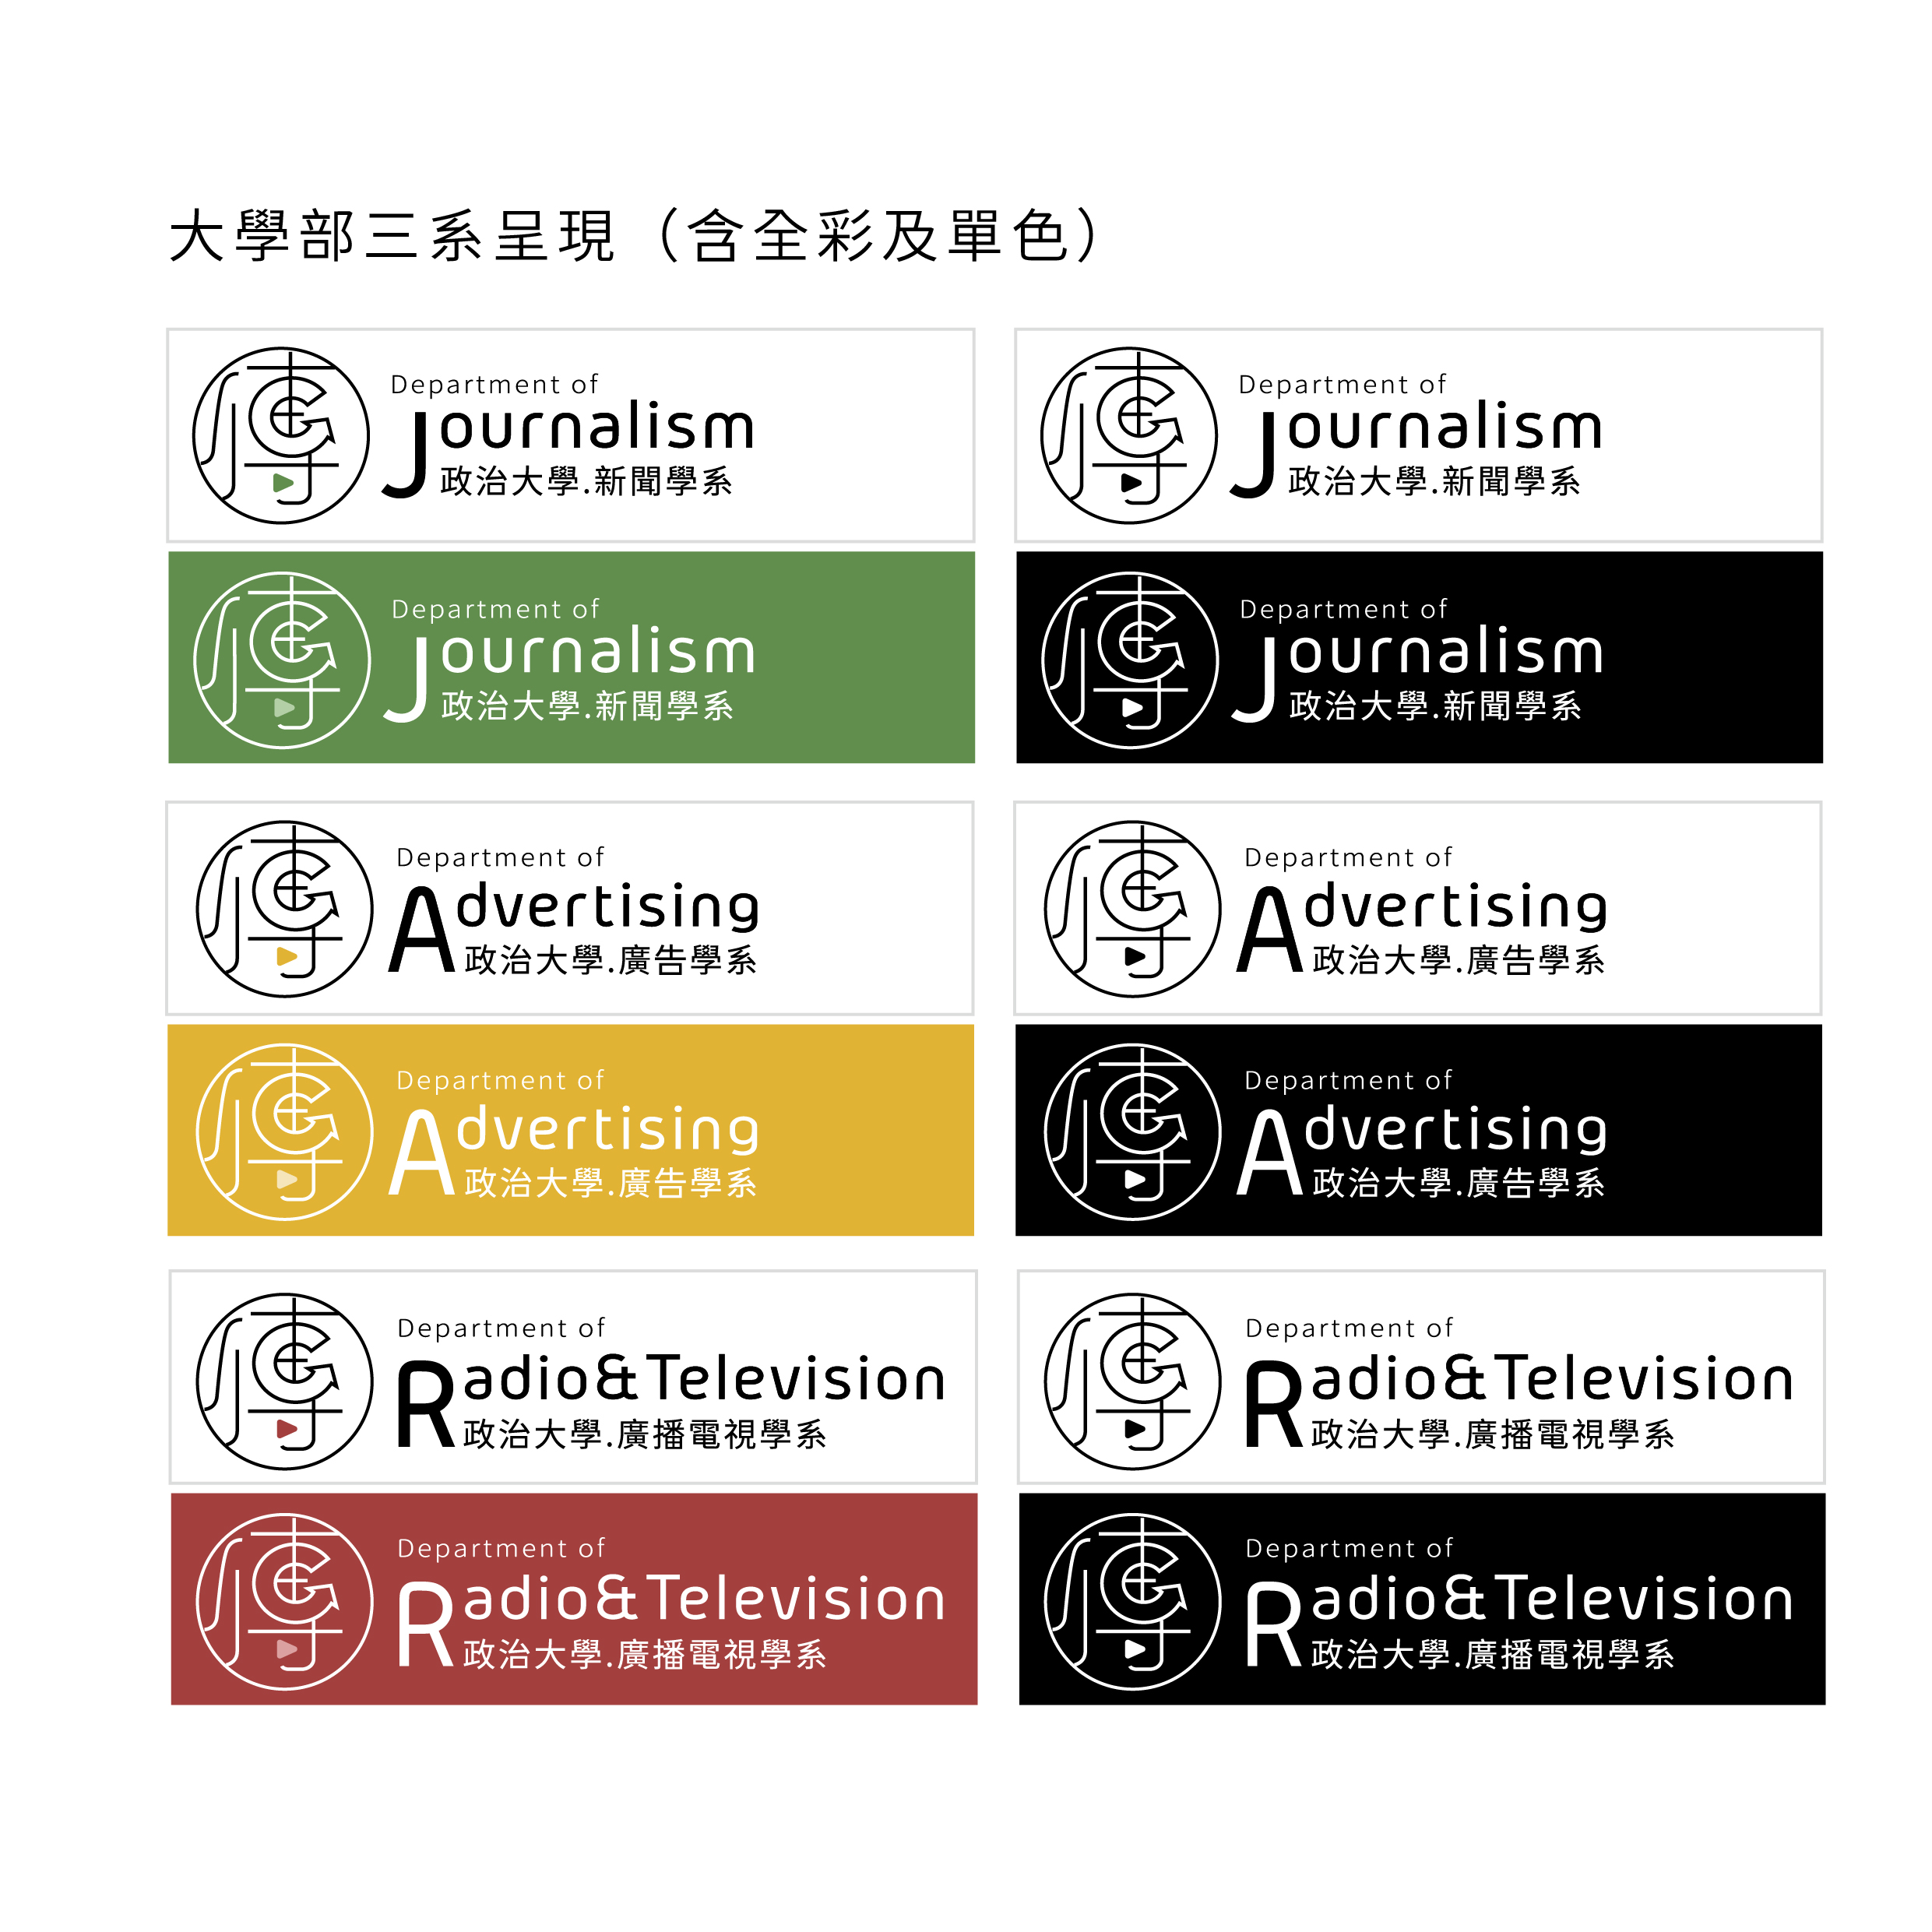 大學部三系呈現（含全彩及單色）
Department of
Journalism
政治大學.新聞學系
Department of
Journalism
政治大學.新聞學系
Department of
Journalism
政治大學.新聞學系
Department of
Journalism
政治大學.新聞學系
Department of
Advertising
政治大學.廣告學系
Department of
Advertising
政治大學.廣告學系
Department of
Advertising
政治大學.廣告學系
Department of
Advertising
政治大學.廣告學系
Department of
Radio&Television
政治大學.廣播電視學系
Department of
Radio&Television
政治大學.廣播電視學系
Department of
Radio&Television
政治大學.廣播電視學系
Department of
Radio&Television
政治大學.廣播電視學系